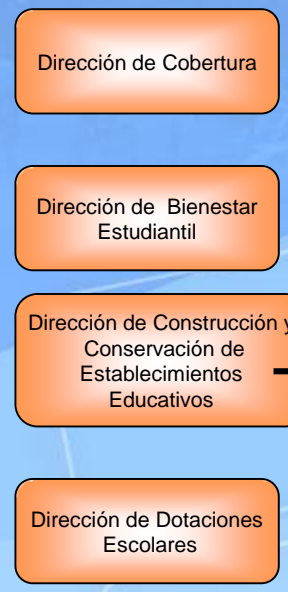 Dirección de Cobertura
Dirección de Bienestar
Estudiantil
Dirección de Construcción y
Conservación de
Establecimientos
Educativos
Dirección de Dotaciones
Escolares